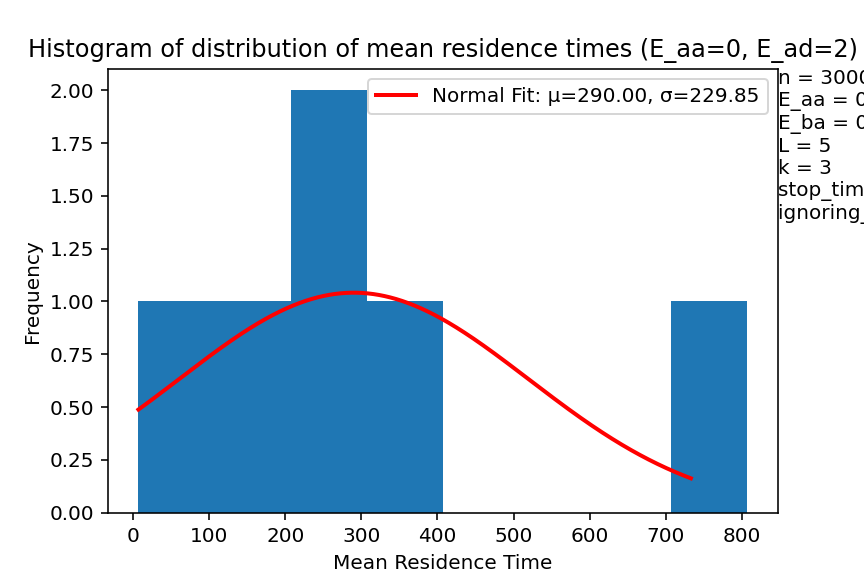 Histogram of distribution of mean residence times (E_aa=0, E_ad=2)
Normal Fit: μ=290.00, σ=229.85
n = 3000
E_aa = 0
E_ba = 0
L = 5
k = 3
stop_tim
ignoring_
Frequency
2.00
1.75
1.50
1.25
1.00
0.75
0.50
0.25
0.00
0 100 200 300 400 500 600 700 800
Mean Residence Time